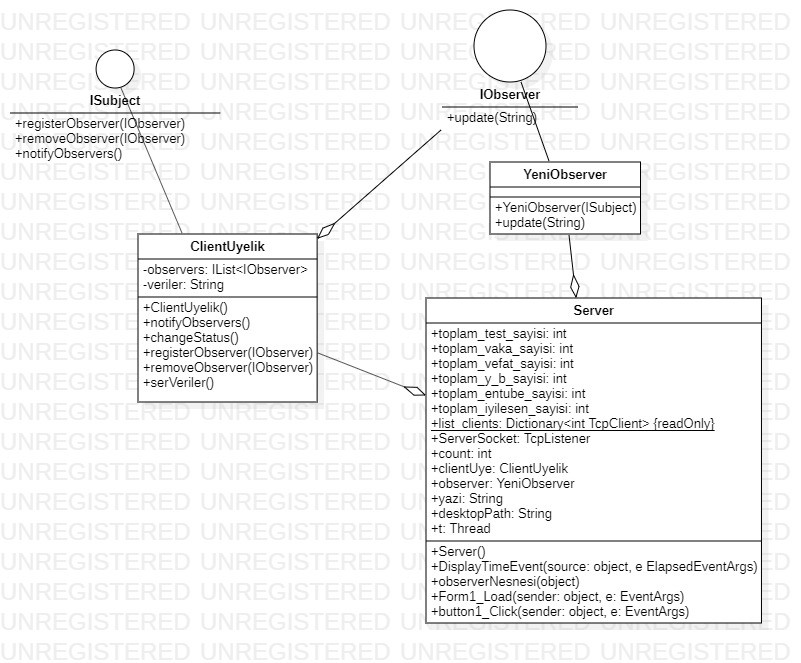 ISubject
+registerObserver(IObserver)
+removeObserver(IObserver)
+notifyObservers()
IObserver
+update(String)
YeniObserver
+YeniObserver(ISubject)
+update(String)
ClientUyelik
-observers: IList<IObserver>
-veriler: String
+ClientUyelik()
+notifyObservers()
+changeStatus()
+registerObserver(IObserver)
+removeObserver(IObserver)
+serVeriler()
Server
+toplam_test_sayisi: int
+toplam_vaka_sayisi: int
+toplam_vefat_sayisi: int
+toplam_y_b_sayisi: int
+toplam_entube_sayisi: int
+toplam_iyilesen_sayisi: int
+list_clients: Dictionary<int TcpClient> {readOnly}
+ServerSocket: TcpListener
+count: int
+clientUye: ClientUyelik
+observer: YeniObserver
+yazi: String
+desktopPath: String
+t: Thread
+Server()
+DisplayTimeEvent(source: object, e ElapsedEventArgs)
+observerNesnesi(object)
+Form1_Load(sender: object, e: EventArgs)
+button1_Click(sender: object, e: EventArgs)
UNREGISTERED UNREGISTERED UNREGISTERED UNREGISTERED